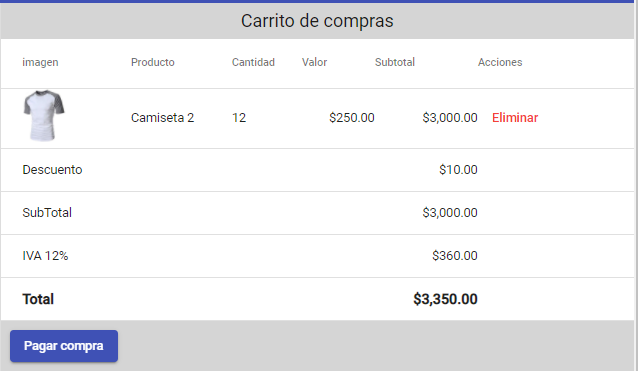 Carrito de compras
imagen Producto Cantidad Valor Subtotal Acciones
Camiseta 2 12 $250.00 $3,000.00 Eliminar
Descuento $10.00
SubTotal $3,000.00
IVA 12% $360.00
Total $3,350.00
Pagar compra